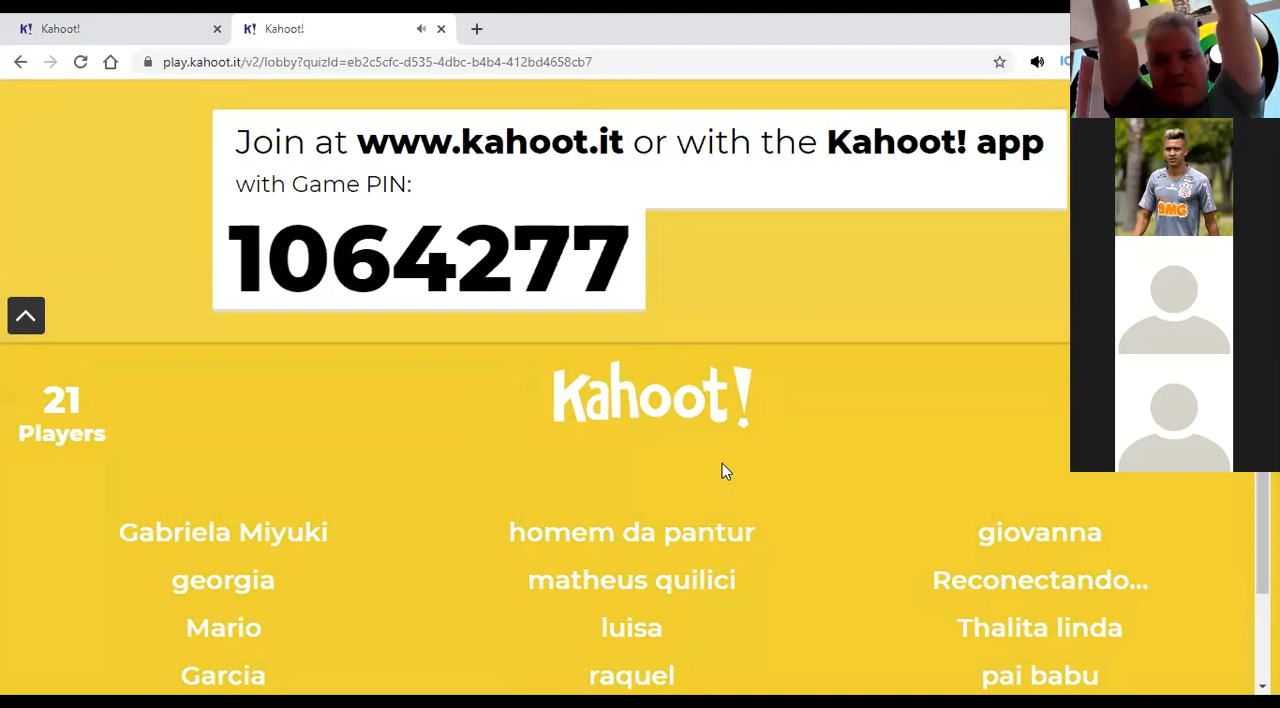 Kahoot!
Kahoot!
play.kahoot.it/v2/lobby?quizId=eb2c5cfc-d535-4dbc-b4b4-412bd4658cb7
Join at www.kahoot.it or with the Kahoot! app
with Game PIN:
1064277
BMG
21
Players
Kahoot!
Gabriela Miyuki
homem da pantur
giovanna
georgia
matheus quilici
Reconectando...
Mario
luisa
Thalita linda
Garcia
raquel
pai babu